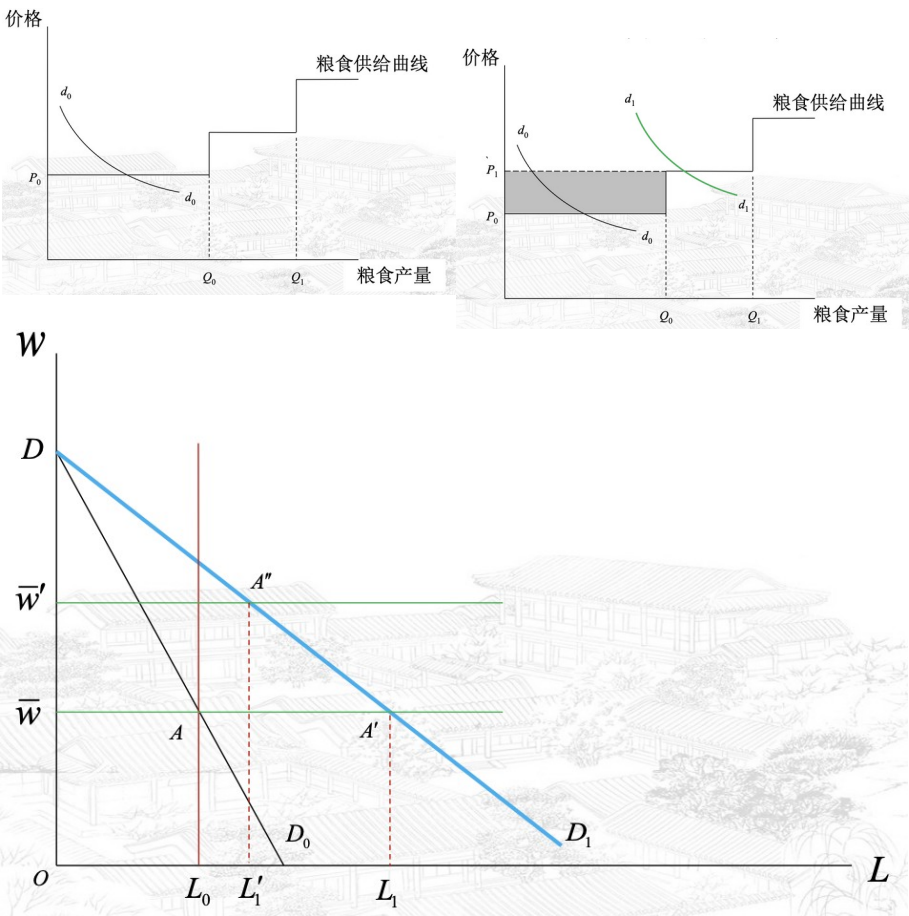 价格
粮食供给曲线
d₀
P₀
d₀
Q₀
Q₁
粮食产量
价格
粮食供给曲线
d₁
d₀
P₁
d₁
P₀
d₀
Q₀
Q₁
粮食产量
W
D
w̅′
A″
w̅
A
A′
D₀
D₁
O
L₀
L₁′
L₁
L